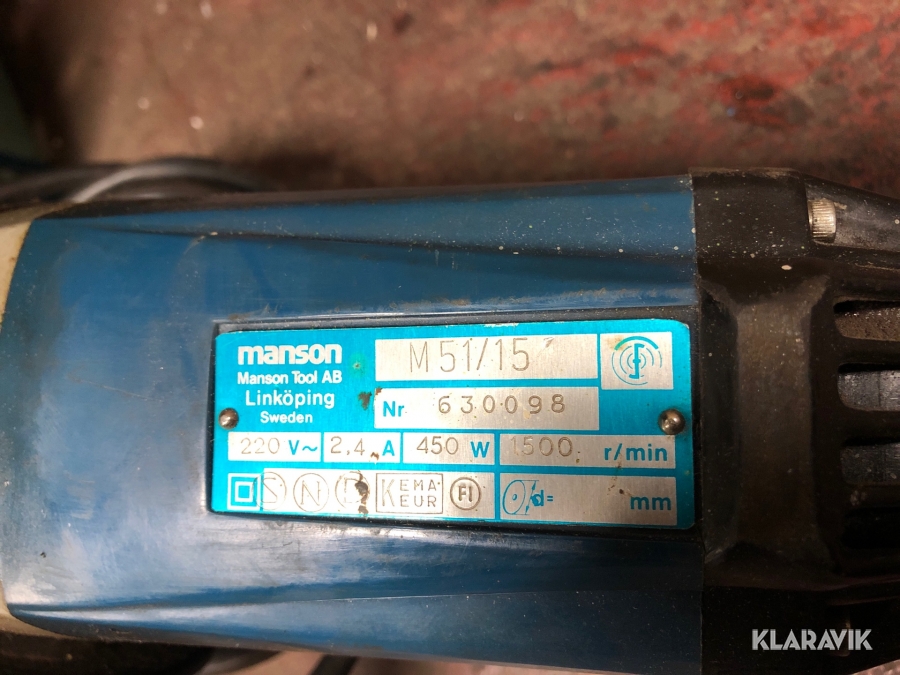 manson
Manson Tool AB
Linköping
Sweden
M 51/15
Nr 630098
220 V~ 2.4 A 450 W 1500 r/min
S N D KEMA EUR FI d= mm
KLARAVIK